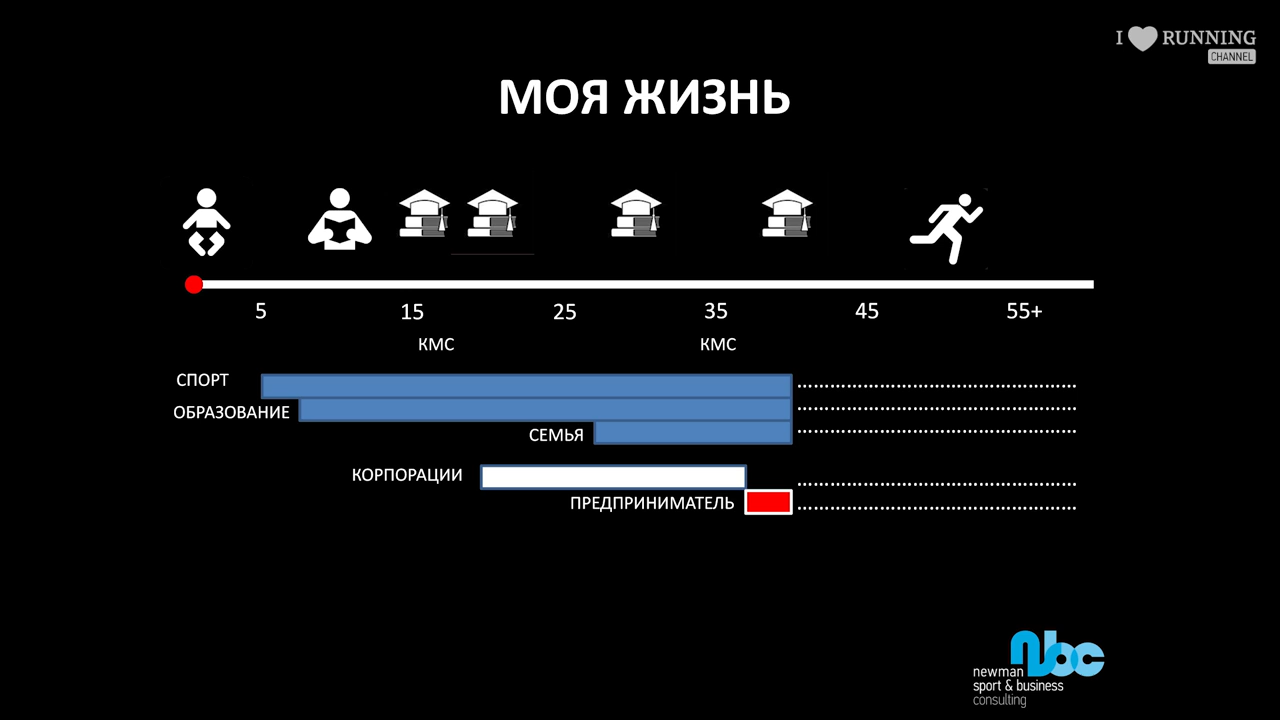 I RUNNING
CHANNEL
МОЯ ЖИЗНЬ
5 15 25 35 45 55+
КМС КМС
СПОРТ
ОБРАЗОВАНИЕ
СЕМЬЯ
КОРПОРАЦИИ
ПРЕДПРИНИМАТЕЛЬ
nbc
newman
sport & business
consulting